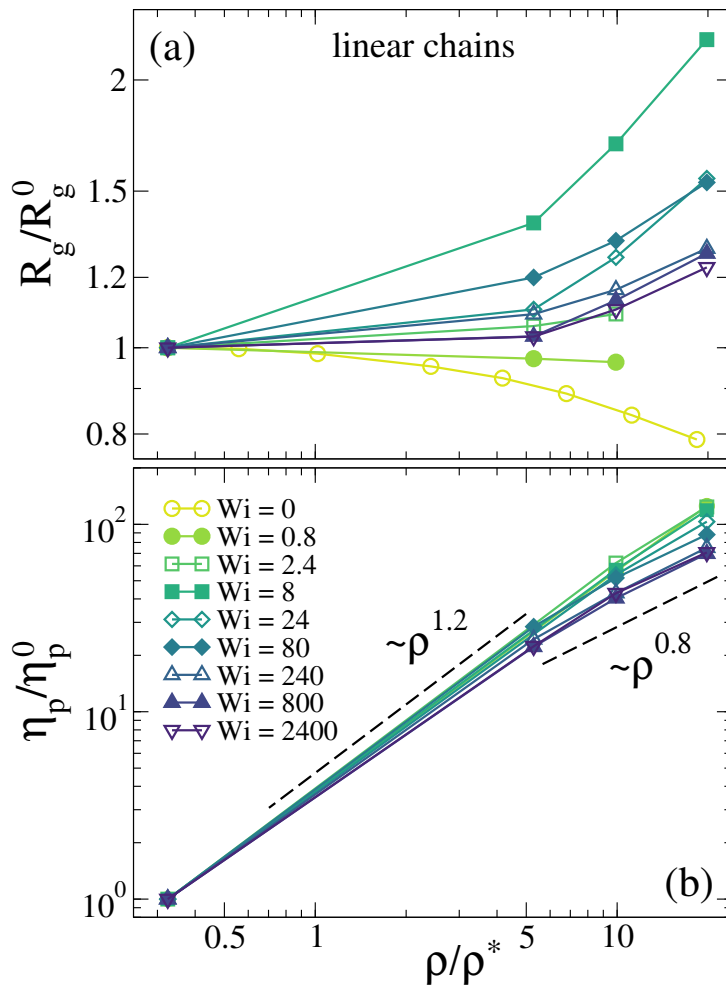 (a) linear chains
R_g/R_g^0
2
1.5
1.2
1
0.8
η_p/η_p^0
10^2
10^1
10^0
Wi = 0
Wi = 0.8
Wi = 2.4
Wi = 8
Wi = 24
Wi = 80
Wi = 240
Wi = 800
Wi = 2400
~ρ^1.2
~ρ^0.8
(b)
0.5 1 5 10
ρ/ρ^*